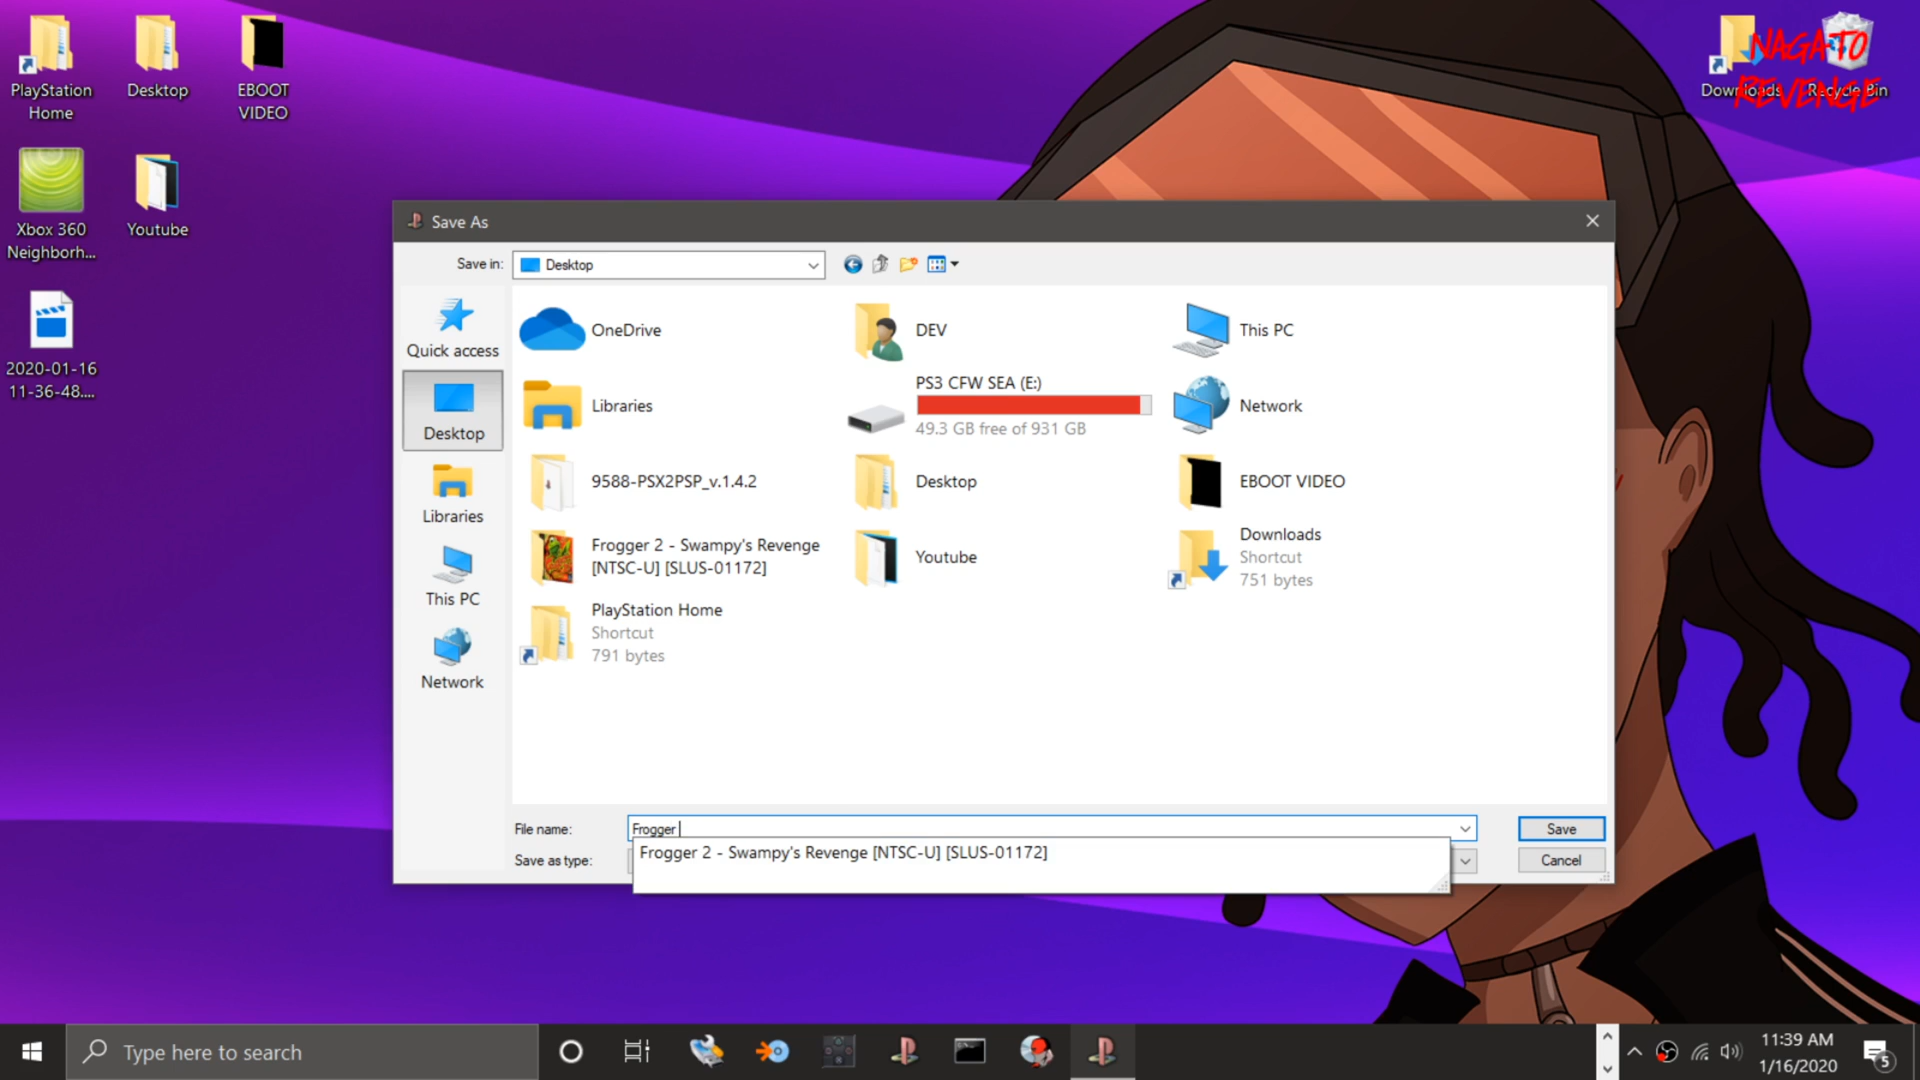 PlayStation
Home
Desktop
EBOOT
VIDEO
Downloads
Recycle Bin
NAGATO
REVENGE
Xbox 360
Neighborh...
Youtube
2020-01-16
11-36-48....
Save As
Save in:
Desktop
Quick access
Desktop
Libraries
This PC
Network
OneDrive
DEV
This PC
Libraries
PS3 CFW SEA (E:)
49.3 GB free of 931 GB
Network
9588-PSX2PSP_v.1.4.2
Desktop
EBOOT VIDEO
Frogger 2 - Swampy's Revenge
[NTSC-U] [SLUS-01172]
Youtube
Downloads
Shortcut
751 bytes
PlayStation Home
Shortcut
791 bytes
File name:
Frogger
Save
Save as type:
Frogger 2 - Swampy's Revenge [NTSC-U] [SLUS-01172]
Cancel
Type here to search
11:39 AM
1/16/2020
5